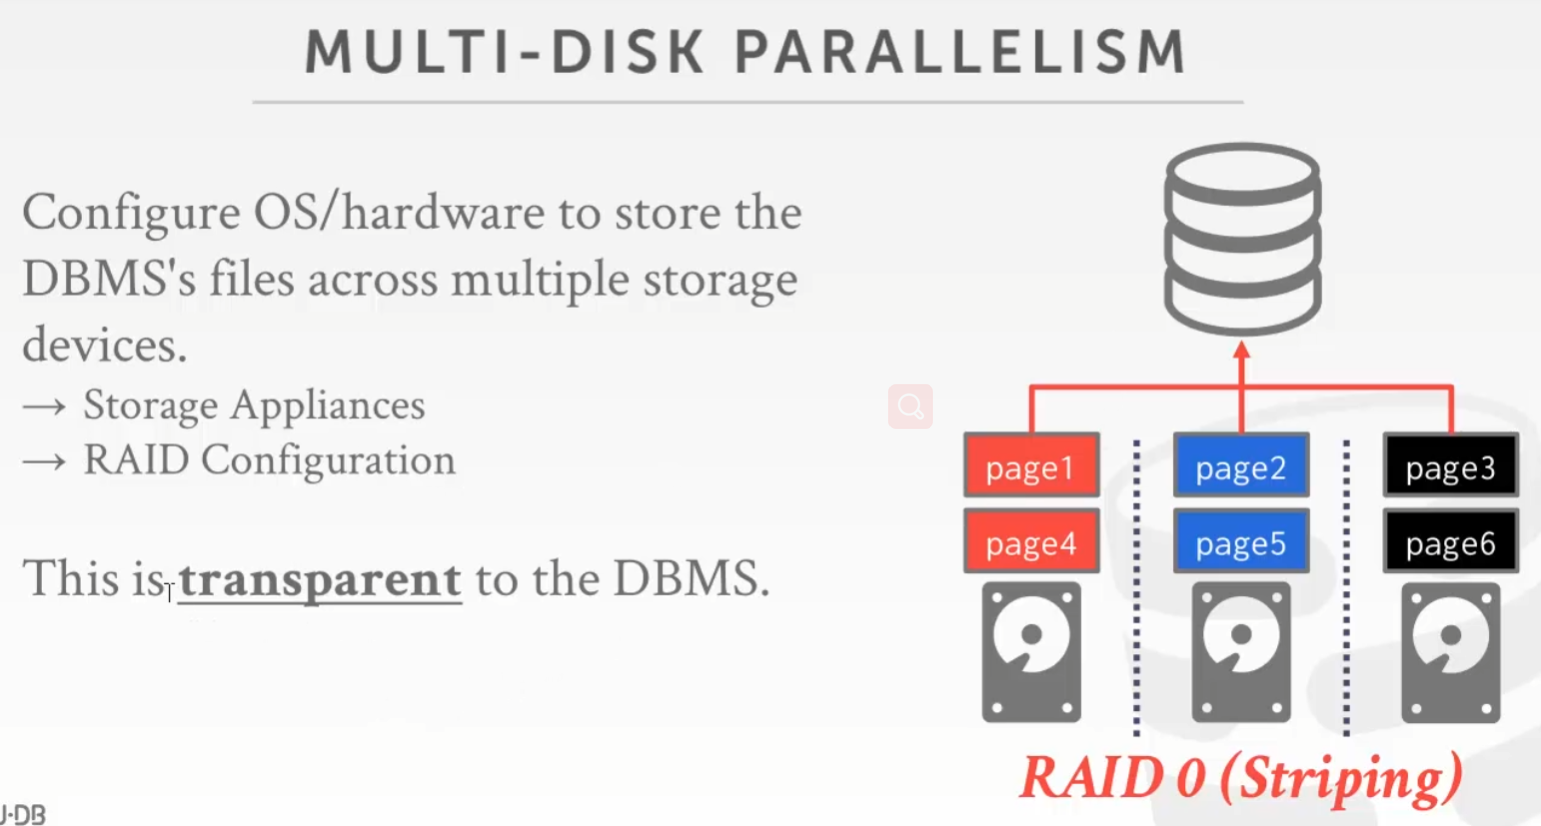 MULTI-DISK PARALLELISM
Configure OS/hardware to store the
DBMS's files across multiple storage
devices.
→ Storage Appliances
→ RAID Configuration
This is transparent to the DBMS.
page1
page2
page3
page4
page5
page6
RAID 0 (Striping)
U·DB